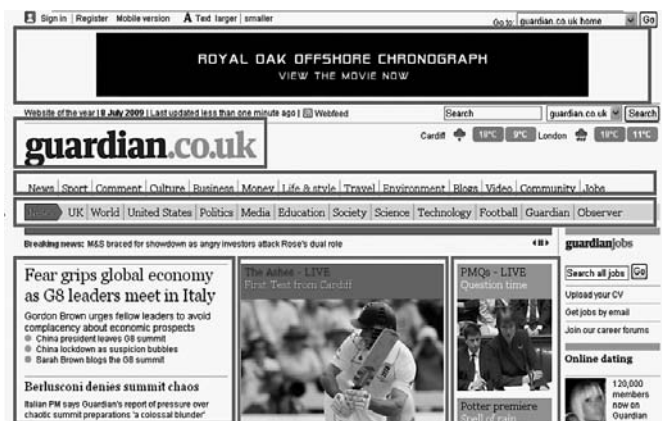 Sign in | Register Mobile version A Text larger | smaller
Go to: guardian.co.uk home Go
ROYAL OAK OFFSHORE CHRONOGRAPH
VIEW THE MOVIE NOW
Website of the year | 8 July 2009 | Last updated less than one minute ago | Webfeed
Search guardian.co.uk Search
guardian.co.uk
Cardiff 18°C 9°C London 18°C 11°C
News Sport Comment Culture Business Money Life & style Travel Environment Blogs Video Community Jobs
News UK World United States Politics Media Education Society Science Technology Football Guardian Observer
Breaking news: M&S braced for showdown as angry investors attack Rose's dual role
Fear grips global economy
as G8 leaders meet in Italy
Gordon Brown urges fellow leaders to avoid
complacency about economic prospects
China president leaves G8 summit
China lockdown as suspicion bubbles
Sarah Brown blogs the G8 summit
Berlusconi denies summit chaos
Italian PM says Guardian's report of pressure over
chaotic summit preparations 'a colossal blunder'
The Ashes - LIVE
First Test from Cardiff
PMQs - LIVE
Question time
Potter premiere
Spell of rain
guardianjobs
Search all jobs Go
Upload your CV
Get jobs by email
Join our career forums
Online dating
120,000
members
now on
Guardian